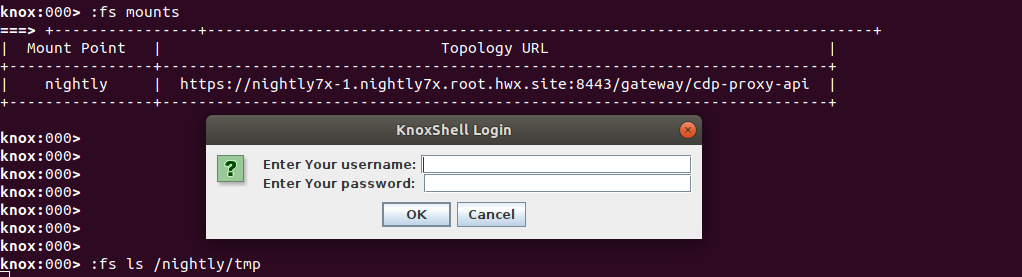 knox:000> :fs mounts
===> +----------------+---------------------------------------------------------------------------+
|  Mount Point   |                               Topology URL                                |
+----------------+---------------------------------------------------------------------------+
|    nightly     |  https://nightly7x-1.nightly7x.root.hwx.site:8443/gateway/cdp-proxy-api  |
+----------------+---------------------------------------------------------------------------+
knox:000>
knox:000>
knox:000>
knox:000>
knox:000>
knox:000>
knox:000>
knox:000> :fs ls /nightly/tmp
KnoxShell Login
?
Enter Your username:
Enter Your password:
OK
Cancel